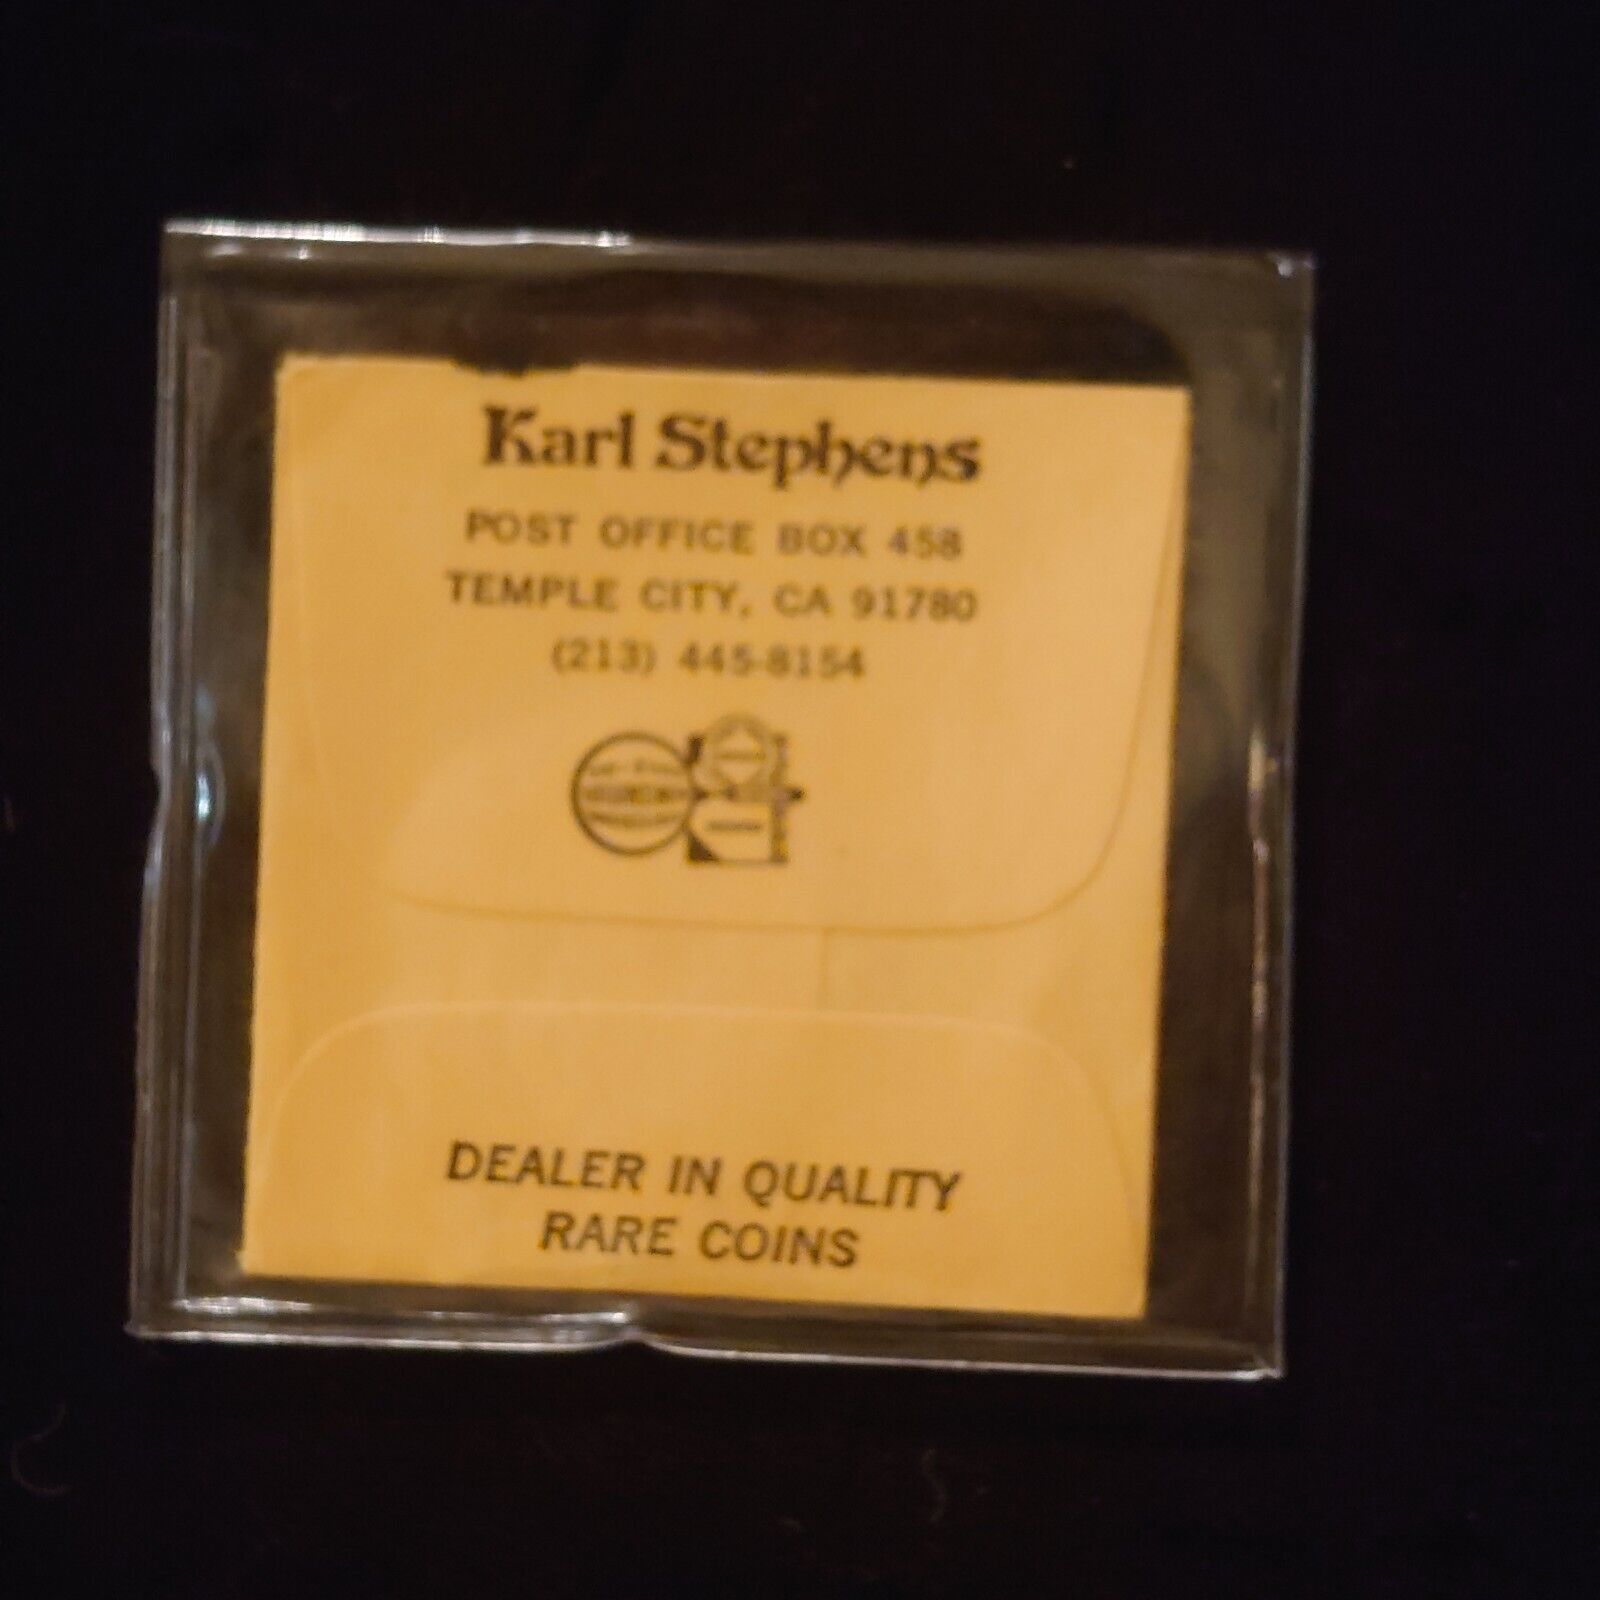 Karl Stephens
POST OFFICE BOX 458
TEMPLE CITY, CA 91780
(213) 445-8154
DEALER IN QUALITY
RARE COINS